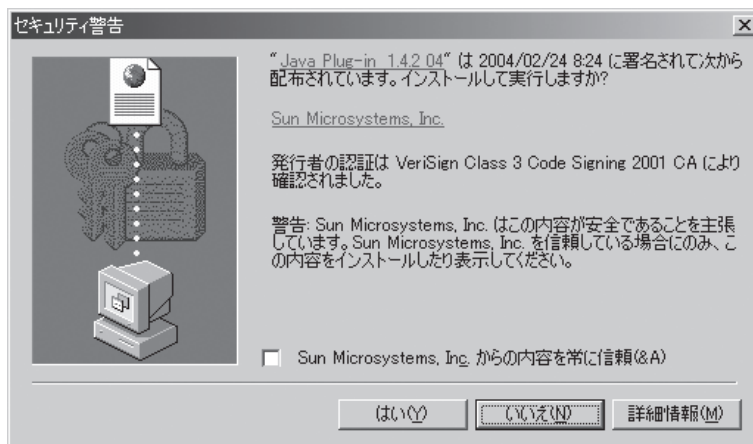 セキュリティ警告
"Java Plug-in 1.4.2 04" は 2004/02/24 8:24 に署名されて次から
配布されています。インストールして実行しますか?
Sun Microsystems, Inc.
発行者の認証は VeriSign Class 3 Code Signing 2001 CA により
確認されました。
警告: Sun Microsystems, Inc. はこの内容が安全であることを主張
しています。Sun Microsystems, Inc. を信頼している場合にのみ、こ
の内容をインストールしたり表示してください。
Sun Microsystems, Inc. からの内容を常に信頼(&A)
はい(Y)
いいえ(N)
詳細情報(M)